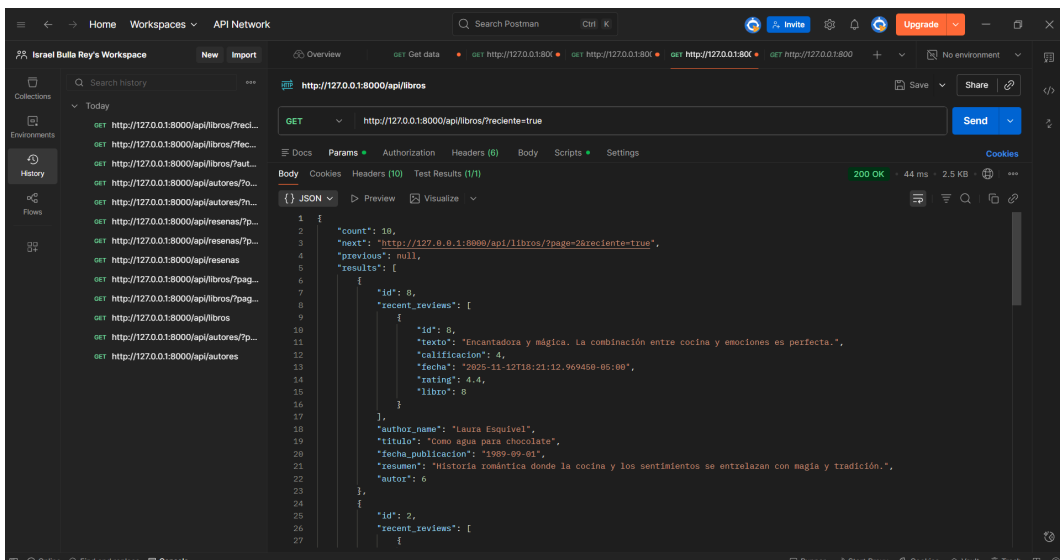 Home Workspaces API Network
Search Postman Ctrl K
Invite
Upgrade
Israel Bulla Rey's Workspace New Import
Overview
GET Get data
GET http://127.0.0.1:80(
GET http://127.0.0.1:80(
GET http://127.0.0.1:80(
GET http://127.0.0.1:800
No environment
Collections
Environments
History
Flows
Search history
Today
GET http://127.0.0.1:8000/api/libros/?reci...
GET http://127.0.0.1:8000/api/libros/?fec...
GET http://127.0.0.1:8000/api/libros/?aut...
GET http://127.0.0.1:8000/api/autores/?o...
GET http://127.0.0.1:8000/api/autores/?n...
GET http://127.0.0.1:8000/api/resenas/?p...
GET http://127.0.0.1:8000/api/resenas/?p...
GET http://127.0.0.1:8000/api/resenas
GET http://127.0.0.1:8000/api/libros/?pag...
GET http://127.0.0.1:8000/api/libros/?pag...
GET http://127.0.0.1:8000/api/libros
GET http://127.0.0.1:8000/api/autores/?p...
GET http://127.0.0.1:8000/api/autores
HTTP http://127.0.0.1:8000/api/libros
Save Share
GET http://127.0.0.1:8000/api/libros/?reciente=true
Send
Docs Params Authorization Headers (6) Body Scripts Settings
Cookies
Body Cookies Headers (10) Test Results (1/1)
200 OK 44 ms 2.5 KB
{} JSON Preview Visualize
1 {
2 "count": 10,
3 "next": "http://127.0.0.1:8000/api/libros/?page=2&reciente=true",
4 "previous": null,
5 "results": [
6 {
7 "id": 8,
8 "recent_reviews": [
9 {
10 "id": 8,
11 "texto": "Encantadora y mágica. La combinación entre cocina y emociones es perfecta.",
12 "calificacion": 4,
13 "fecha": "2025-11-12T18:21:12.969450-05:00",
14 "rating": 4.4,
15 "libro": 8
16 }
17 ],
18 "author_name": "Laura Esquivel",
19 "titulo": "Como agua para chocolate",
20 "fecha_publicacion": "1989-09-01",
21 "resumen": "Historia romántica donde la cocina y los sentimientos se entrelazan con magia y tradición.",
22 "autor": 6
23 },
24 {
25 "id": 2,
26 "recent_reviews": [
27 {